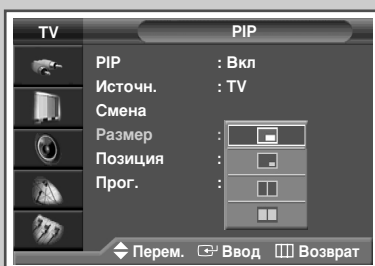 TV PIP
PIP : Вкл
Источн. : TV
Смена
Размер :
Позиция :
Прог. :
Перем. Ввод Возврат